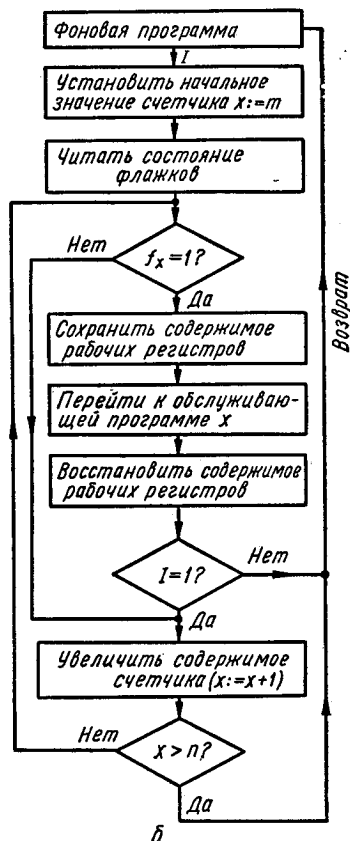 Фоновая программа
I
Установить начальное
значение счетчика x:=m
Читать состояние
флажков
Нет
fₓ=1?
Да
Сохранить содержимое
рабочих регистров
Возврат
Перейти к обслуживаю-
щей программе x
Восстановить содержимое
рабочих регистров
I=1?
Нет
Да
Увеличить содержимое
счетчика (x:=x+1)
Нет
x>n?
Да
б